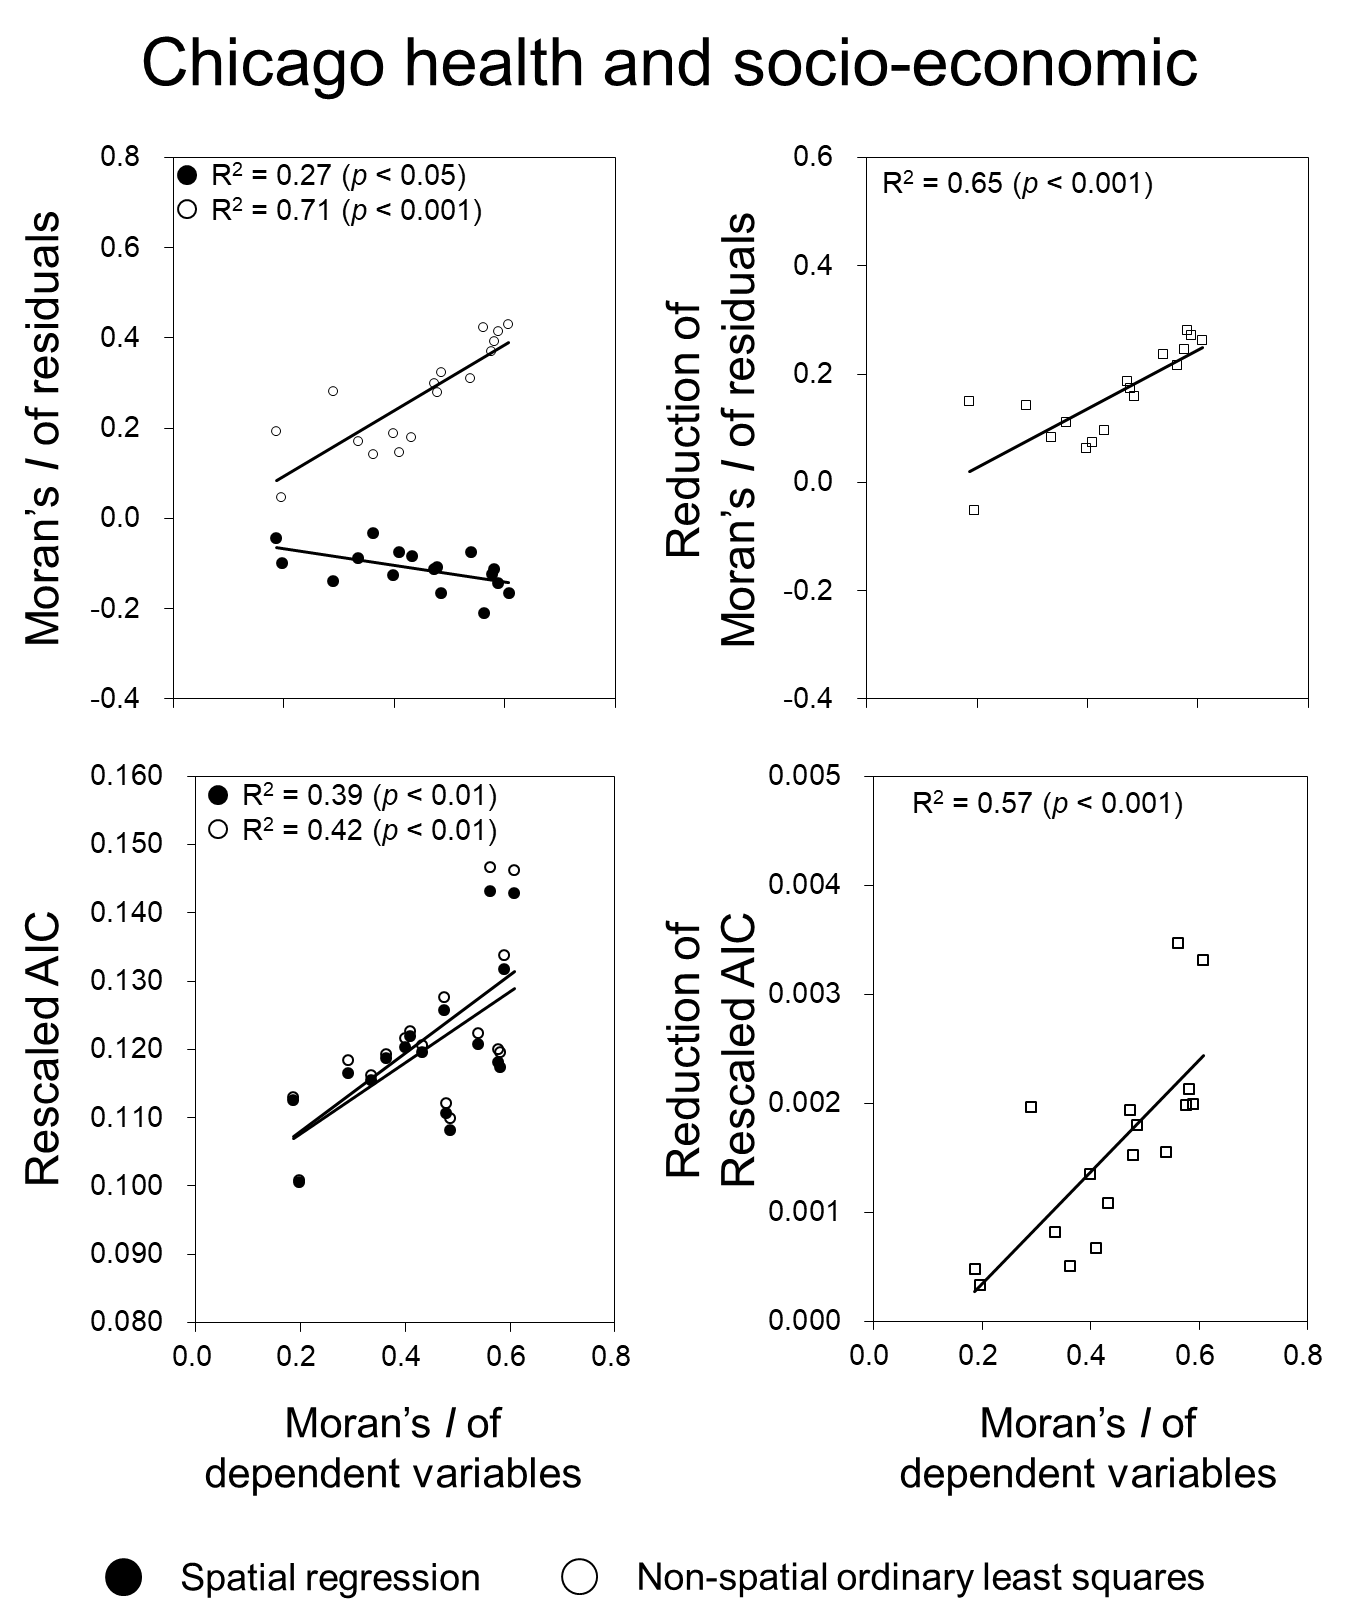 Chicago health and socio-economic
Moran’s I of residuals
0.8
0.6
0.4
0.2
0.0
-0.2
-0.4
R² = 0.27 (p < 0.05)
R² = 0.71 (p < 0.001)
Reduction of
Moran’s I of residuals
0.6
0.4
0.2
0.0
-0.2
-0.4
R² = 0.65 (p < 0.001)
Rescaled AIC
0.160
0.150
0.140
0.130
0.120
0.110
0.100
0.090
0.080
R² = 0.39 (p < 0.01)
R² = 0.42 (p < 0.01)
0.0 0.2 0.4 0.6 0.8
Moran’s I of
dependent variables
Reduction of
Rescaled AIC
0.005
0.004
0.003
0.002
0.001
0.000
R² = 0.57 (p < 0.001)
0.0 0.2 0.4 0.6 0.8
Moran’s I of
dependent variables
Spatial regression
Non-spatial ordinary least squares